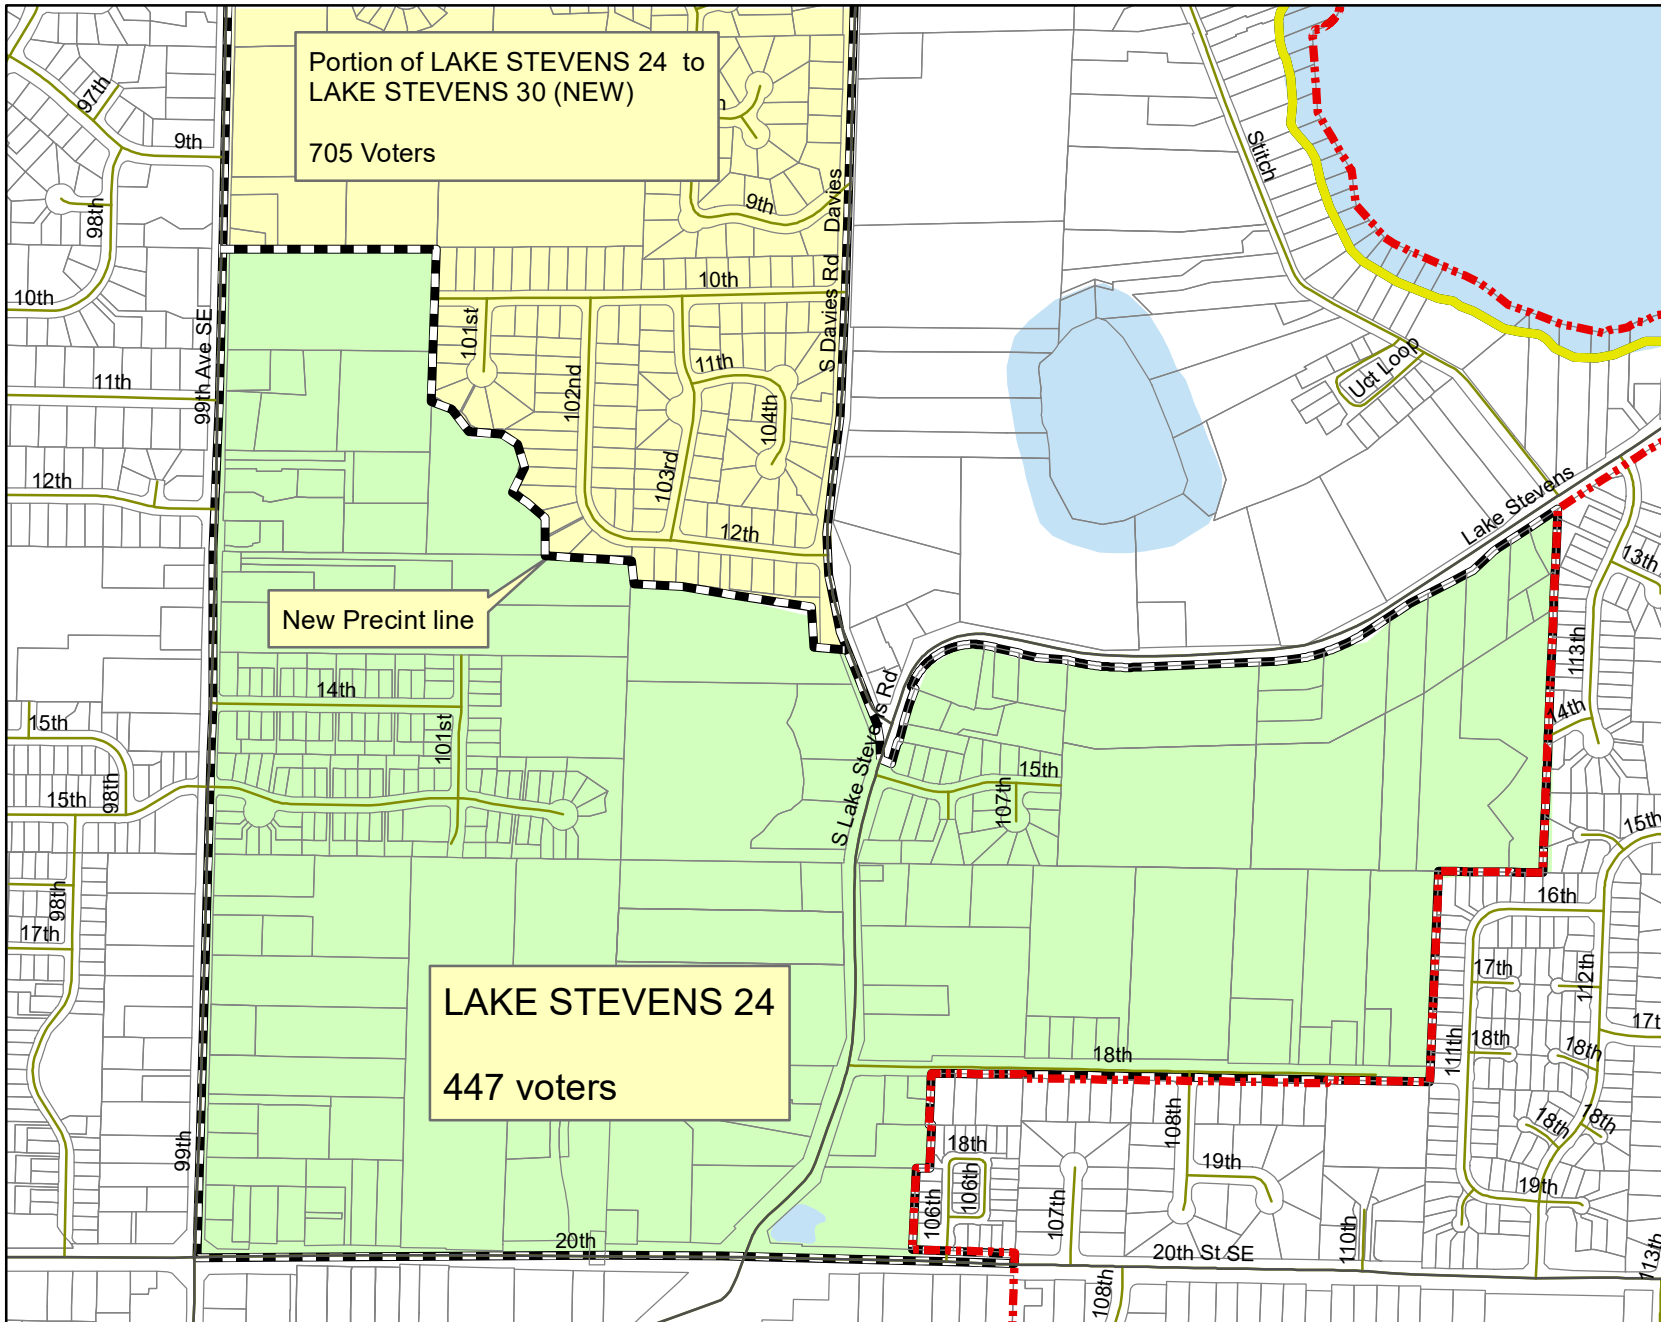 Portion of LAKE STEVENS 24 to
LAKE STEVENS 30 (NEW)
705 Voters
97th
9th
98th
10th
99th Ave SE
11th
12th
9th
S Davies Rd
Davies
10th
101st
102nd
11th
104th
103rd
12th
Stitch
Uct Loop
Lake Stevens
13th
113th
14th
New Precint line
14th
101st
15th
98th
15th
S Lake Stevens Rd
15th
107th
15th
16th
98th
17th
17th
112th
17t
LAKE STEVENS 24
447 voters
18th
111th
18th
18th
18th
18th
108th
99th
18th
106th
106th
107th
19th
19th
110th
20th
20th St SE
113th
108th